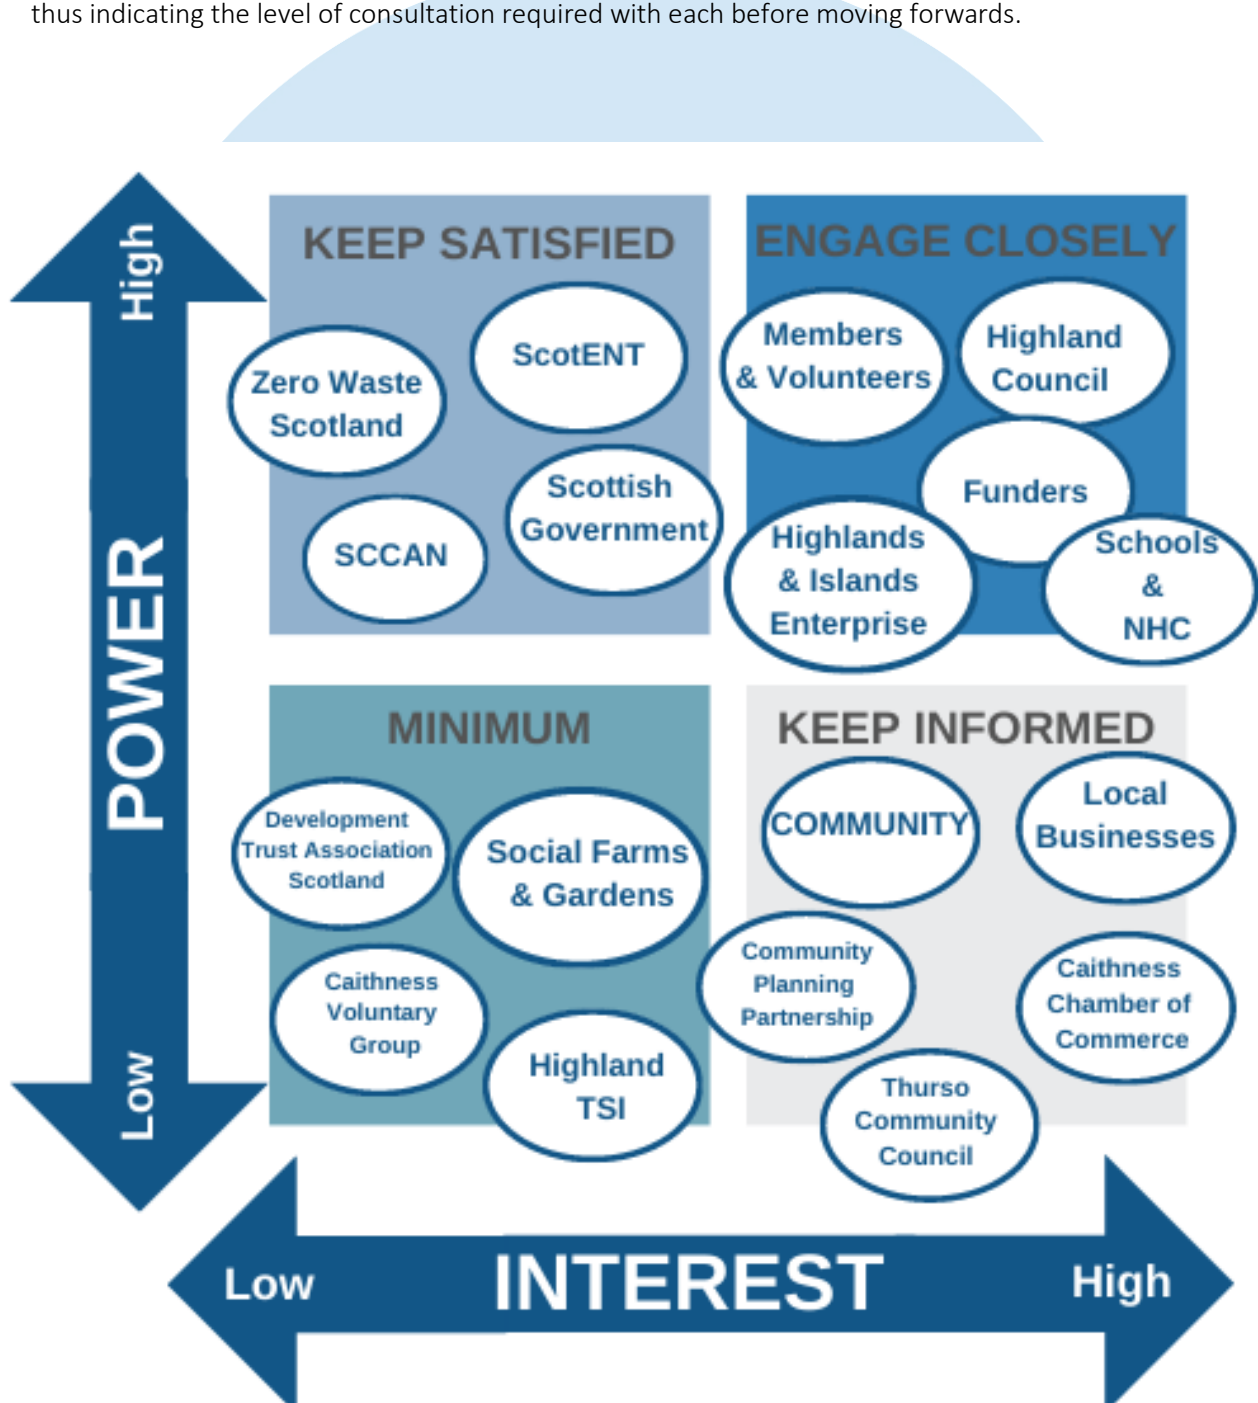 thus indicating the level of consultation required with each before moving forwards.
High
POWER
Low
KEEP SATISFIED
ScotENT
Zero Waste
Scotland
Scottish
Government
SCCAN
ENGAGE CLOSELY
Members
& Volunteers
Highland
Council
Funders
Highlands
& Islands
Enterprise
Schools
&
NHC
MINIMUM
Development
Trust Association
Scotland
Social Farms
& Gardens
Caithness
Voluntary
Group
Highland
TSI
KEEP INFORMED
COMMUNITY
Local
Businesses
Community
Planning
Partnership
Caithness
Chamber of
Commerce
Thurso
Community
Council
Low
INTEREST
High